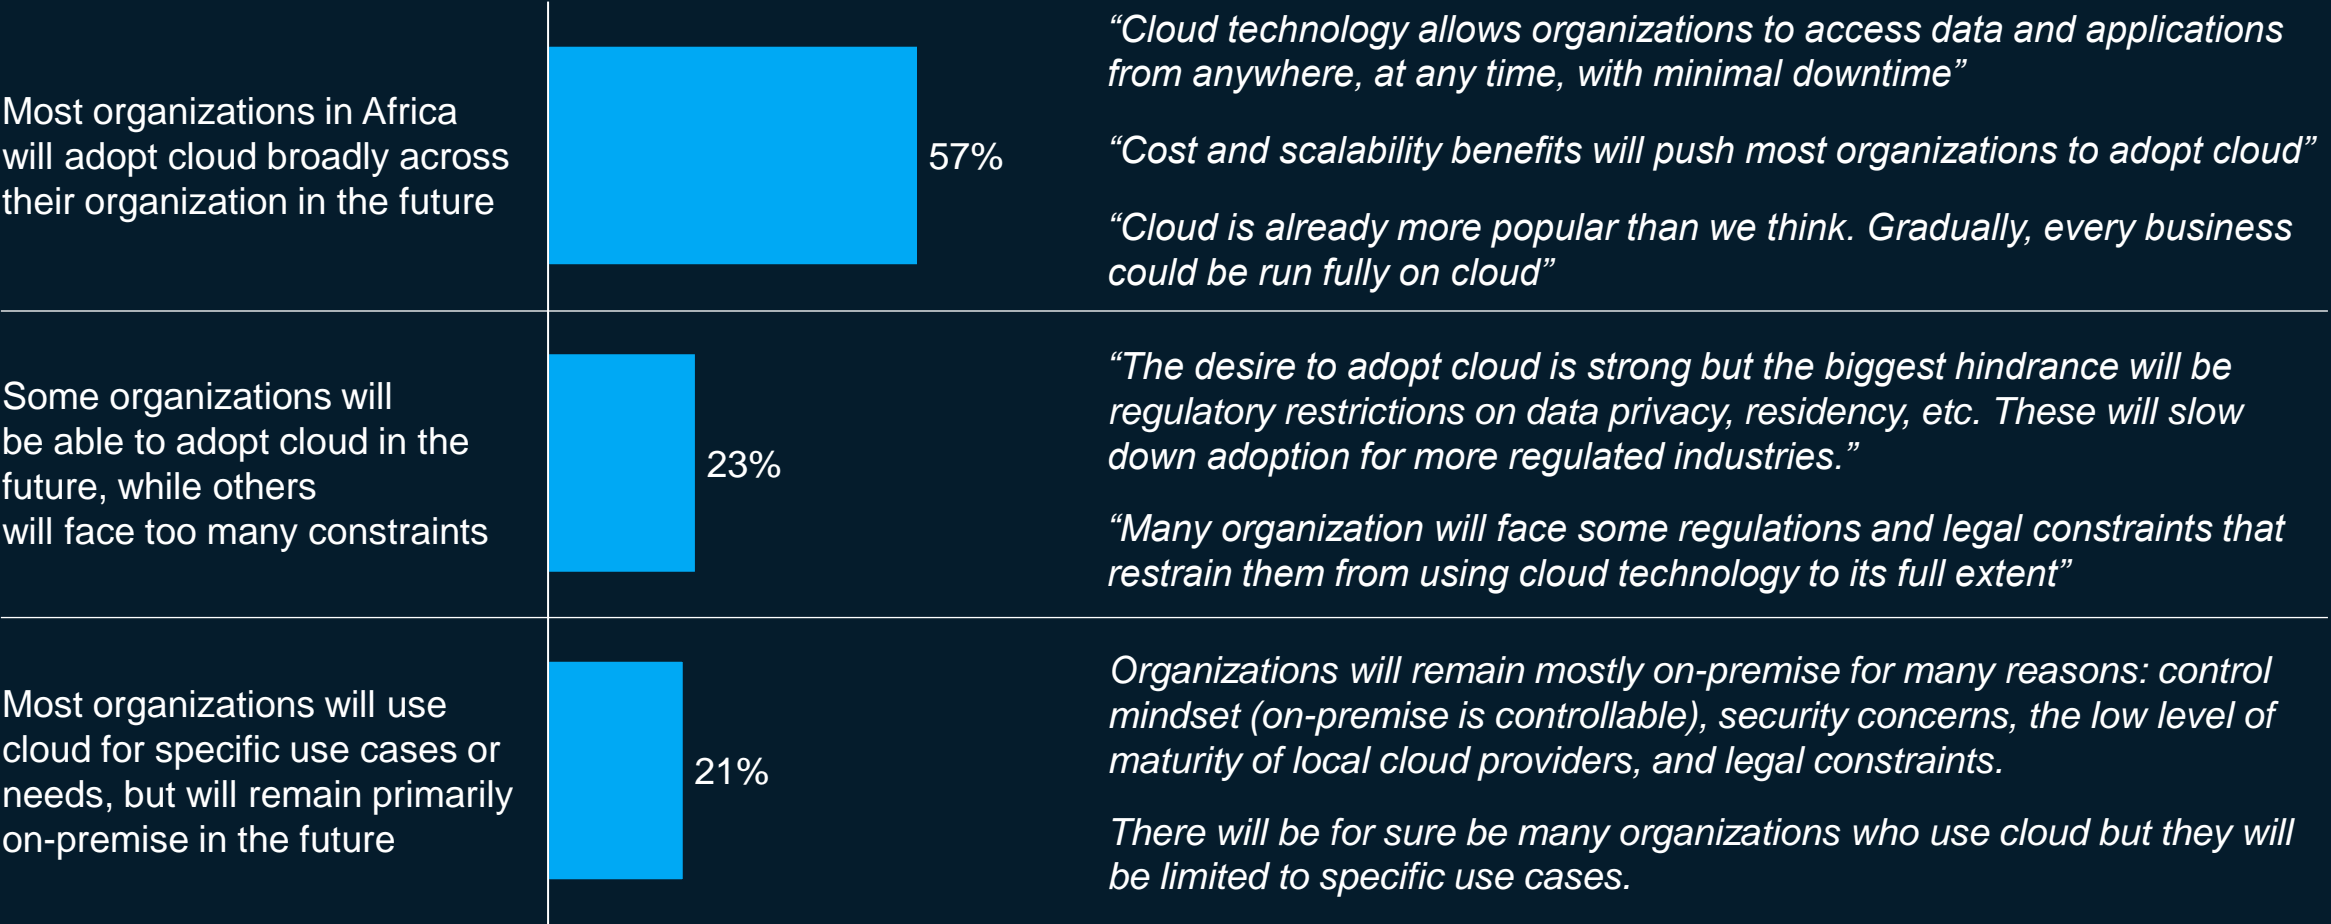 Most organizations in Africa
will adopt cloud broadly across
their organization in the future
57%
“Cloud technology allows organizations to access data and applications
from anywhere, at any time, with minimal downtime”
“Cost and scalability benefits will push most organizations to adopt cloud”
“Cloud is already more popular than we think. Gradually, every business
could be run fully on cloud”
Some organizations will
be able to adopt cloud in the
future, while others
will face too many constraints
23%
“The desire to adopt cloud is strong but the biggest hindrance will be
regulatory restrictions on data privacy, residency, etc. These will slow
down adoption for more regulated industries.”
“Many organization will face some regulations and legal constraints that
restrain them from using cloud technology to its full extent”
Most organizations will use
cloud for specific use cases or
needs, but will remain primarily
on-premise in the future
21%
Organizations will remain mostly on-premise for many reasons: control
mindset (on-premise is controllable), security concerns, the low level of
maturity of local cloud providers, and legal constraints.
There will be for sure be many organizations who use cloud but they will
be limited to specific use cases.